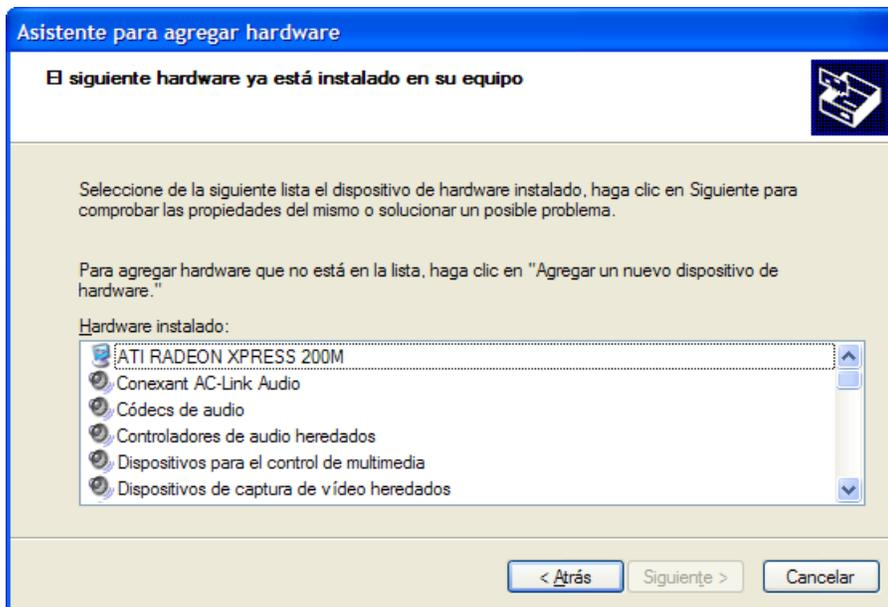 Asistente para agregar hardware
El siguiente hardware ya está instalado en su equipo
Seleccione de la siguiente lista el dispositivo de hardware instalado, haga clic en Siguiente para
comprobar las propiedades del mismo o solucionar un posible problema.
Para agregar hardware que no está en la lista, haga clic en "Agregar un nuevo dispositivo de
hardware."
Hardware instalado:
ATI RADEON XPRESS 200M
Conexant AC-Link Audio
Códecs de audio
Controladores de audio heredados
Dispositivos para el control de multimedia
Dispositivos de captura de vídeo heredados
< Atrás Siguiente > Cancelar